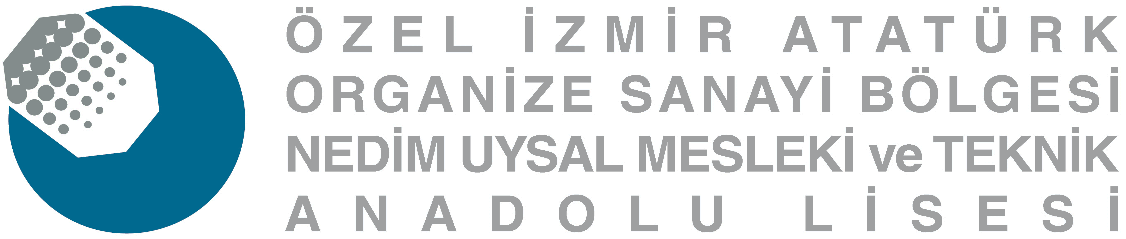 ÖZEL İZMİR ATATÜRK
ORGANİZE SANAYİ BÖLGESİ
NEDİM UYSAL MESLEKİ ve TEKNİK
ANADOLU LİSESİ